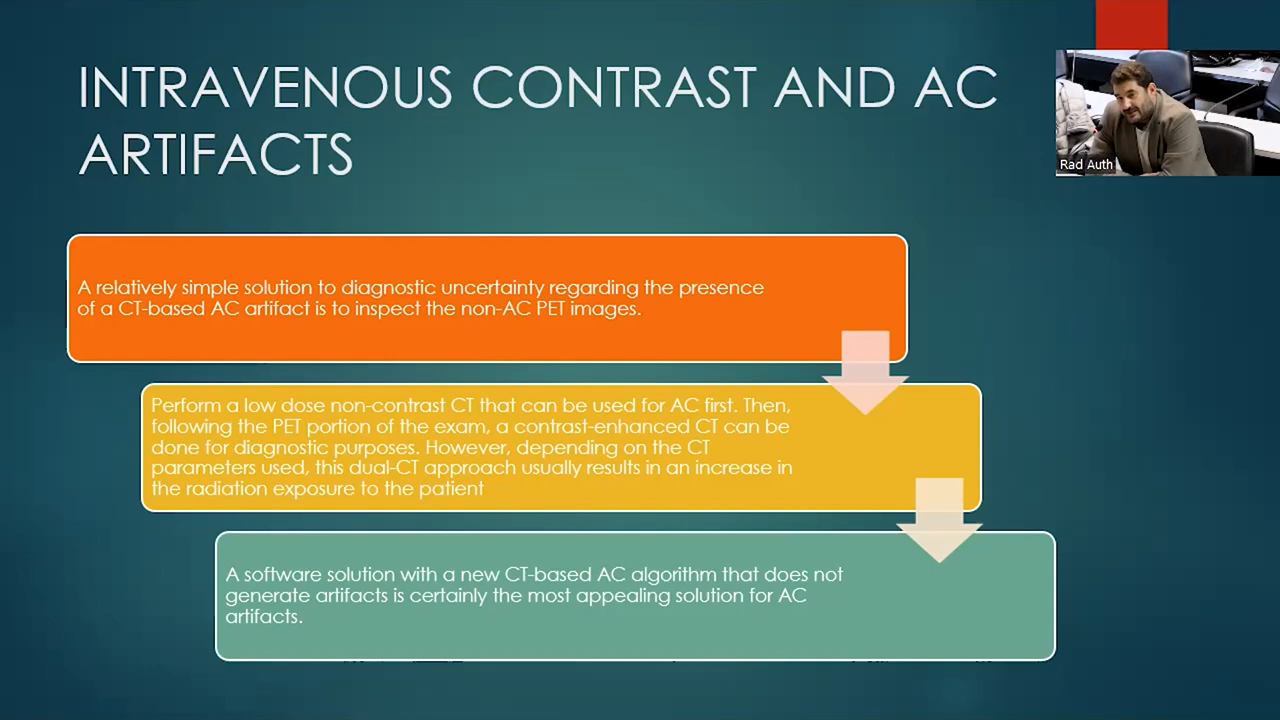 INTRAVENOUS CONTRAST AND AC
ARTIFACTS
Rad Auth
A relatively simple solution to diagnostic uncertainty regarding the presence
of a CT-based AC artifact is to inspect the non-AC PET images.
Perform a low dose non-contrast CT that can be used for AC first. Then,
following the PET portion of the exam, a contrast-enhanced CT can be
done for diagnostic purposes. However, depending on the CT
parameters used, this dual-CT approach usually results in an increase in
the radiation exposure to the patient
A software solution with a new CT-based AC algorithm that does not
generate artifacts is certainly the most appealing solution for AC
artifacts.